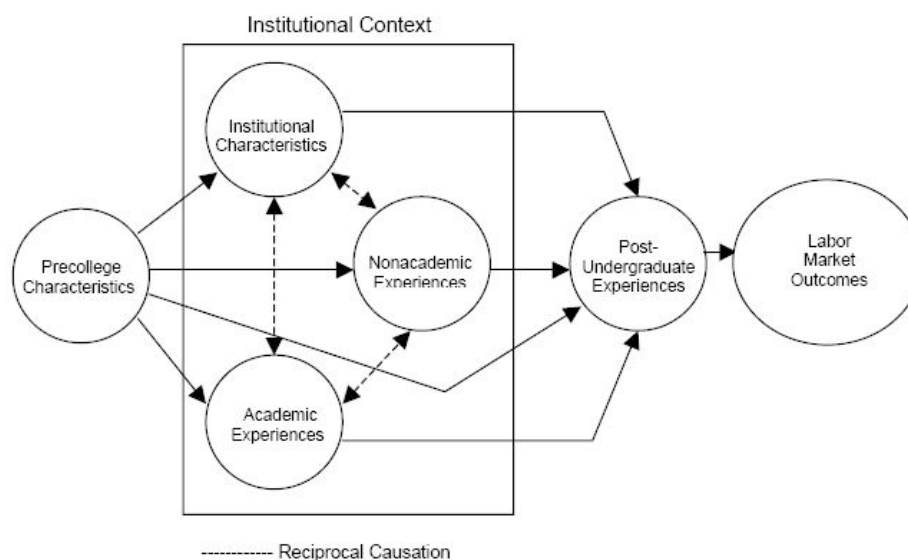 Institutional Context
Institutional
Characteristics
Precollege
Characteristics
Nonacademic
Experiences
Post-
Undergraduate
Experiences
Labor
Market
Outcomes
Academic
Experiences
------------ Reciprocal Causation